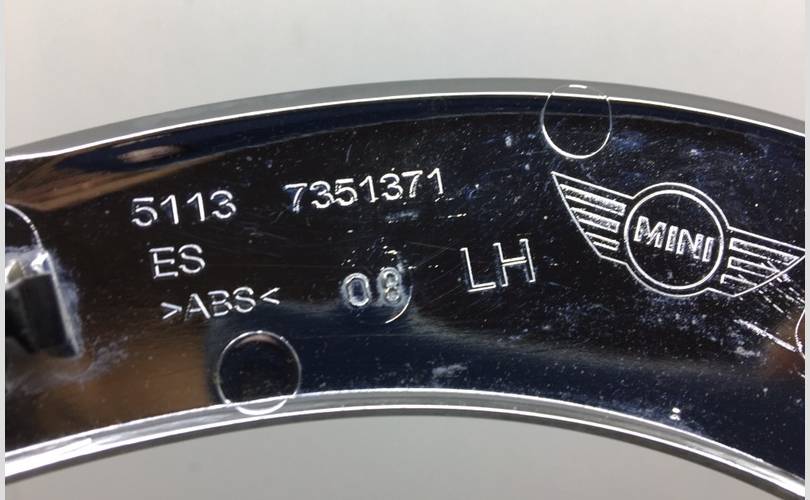 5113 7351371
ES
>ABS< 08 LH
MINI